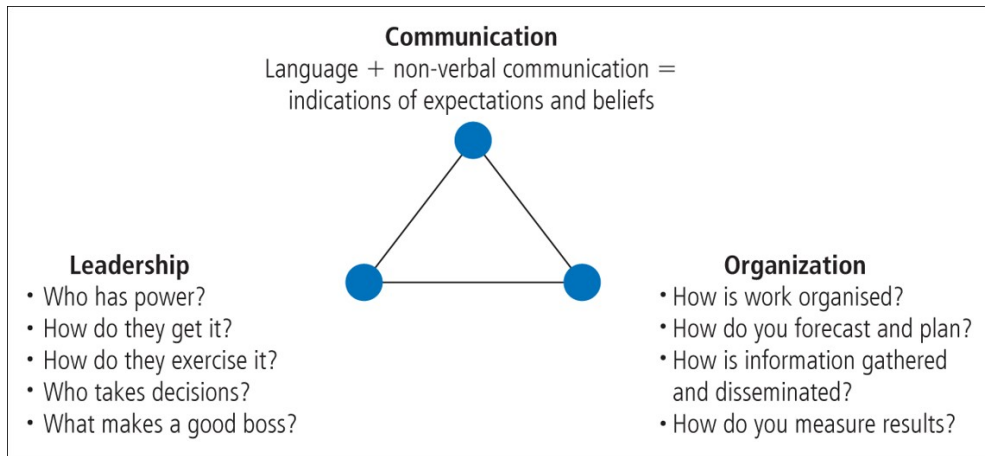 Communication
Language + non-verbal communication =
indications of expectations and beliefs
Leadership
• Who has power?
• How do they get it?
• How do they exercise it?
• Who takes decisions?
• What makes a good boss?
Organization
• How is work organised?
• How do you forecast and plan?
• How is information gathered
and disseminated?
• How do you measure results?